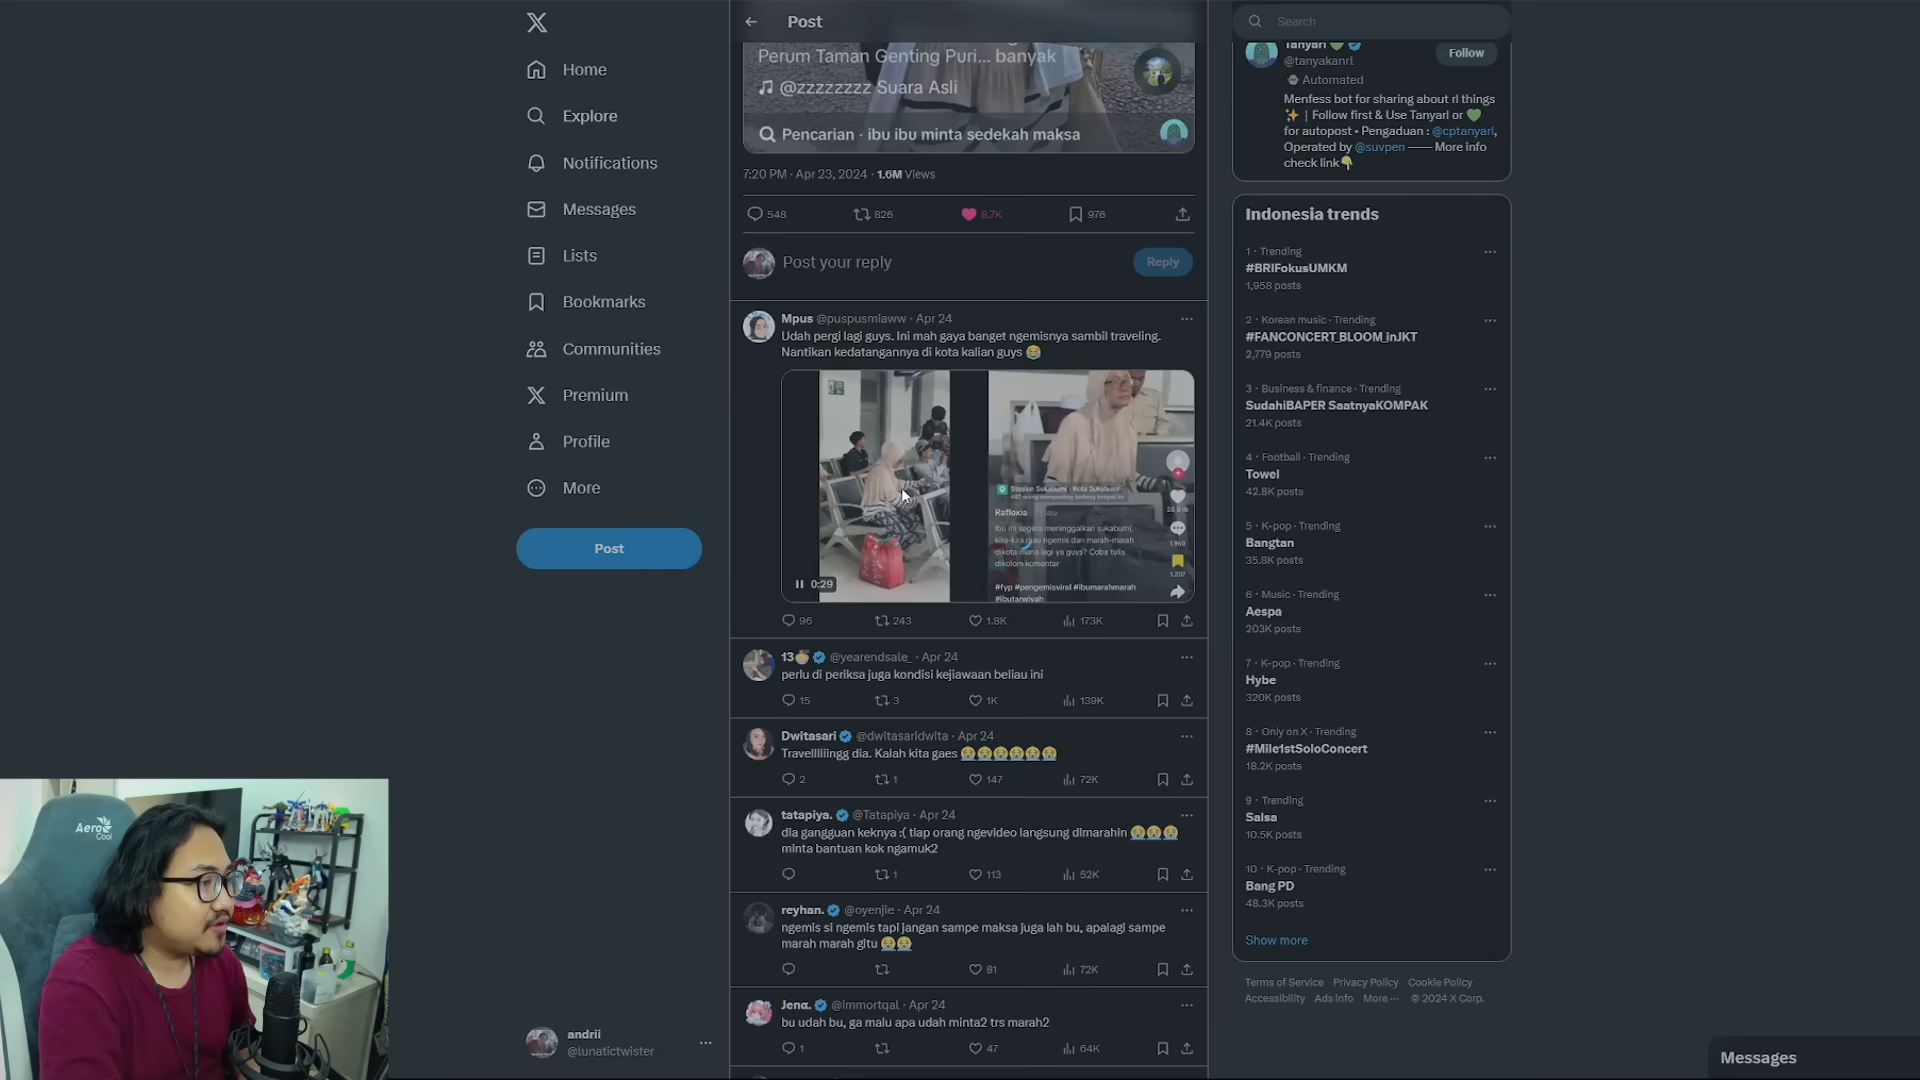 Home
Explore
Notifications
Messages
Lists
Bookmarks
Communities
Premium
Profile
More
Post
andrii
@lunatictwister
Aero
Cool
Post
Perum Taman Genting Puri... banyak
@zzzzzzzz Suara Asli
Pencarian · ibu ibu minta sedekah maksa
7:20 PM · Apr 23, 2024 · 1.6M Views
548 826 8.7K 976
Post your reply
Reply
Mpus @puspusmiaww · Apr 24
Udah pergi lagi guys. Ini mah gaya banget ngemisnya sambil traveling.
Nantikan kedatangannya di kota kalian guys 😂
0:29
Stasiun Sukabumi · Kota Sukabumi
Rafloxia
Ibu ini segera meninggalkan sukabumi,
kira-kira mau ngemis dan marah-marah
dikota mana lagi ya guys? Coba tulis
dikolom komentar
#fyp #pengemisviral #ibumarahmarah
#ibutarwiyah
1.960
1.207
96 243 1.8K 173K
13 @yearendsale_ · Apr 24
perlu di periksa juga kondisi kejiawaan beliau ini
15 3 1K 139K
Dwitasari @dwitasaridwita · Apr 24
Travelllliiingg dia. Kalah kita gaes 😭😭😭😭😭😭
2 1 147 72K
tatapiya. @Tatapiya · Apr 24
dia gangguan keknya :( tiap orang ngevideo langsung dimarahin 😭😭😭
minta bantuan kok ngamuk2
1 113 52K
reyhan. @oyenjie · Apr 24
ngemis si ngemis tapi jangan sampe maksa juga lah bu, apalagi sampe
marah marah gitu 😭😭
81 72K
Jena. @immortqal · Apr 24
bu udah bu, ga malu apa udah minta2 trs marah2
1 47 64K
Search
Tanyarl 💚
@tanyakanrl
Automated
Follow
Menfess bot for sharing about rl things
✨ | Follow first & Use Tanyarl or 💚
for autopost • Pengaduan : @cptanyarl,
Operated by @suvpen —— More info
check link👇
Indonesia trends
1 · Trending
#BRIFokusUMKM
1,958 posts
2 · Korean music · Trending
#FANCONCERT_BLOOM_inJKT
2,779 posts
3 · Business & finance · Trending
SudahiBAPER SaatnyaKOMPAK
21.4K posts
4 · Football · Trending
Towel
42.8K posts
5 · K-pop · Trending
Bangtan
35.8K posts
6 · Music · Trending
Aespa
203K posts
7 · K-pop · Trending
Hybe
320K posts
8 · Only on X · Trending
#Mile1stSoloConcert
18.2K posts
9 · Trending
Salsa
10.5K posts
10 · K-pop · Trending
Bang PD
48.3K posts
Show more
Terms of Service Privacy Policy Cookie Policy
Accessibility Ads info More ··· © 2024 X Corp.
Messages